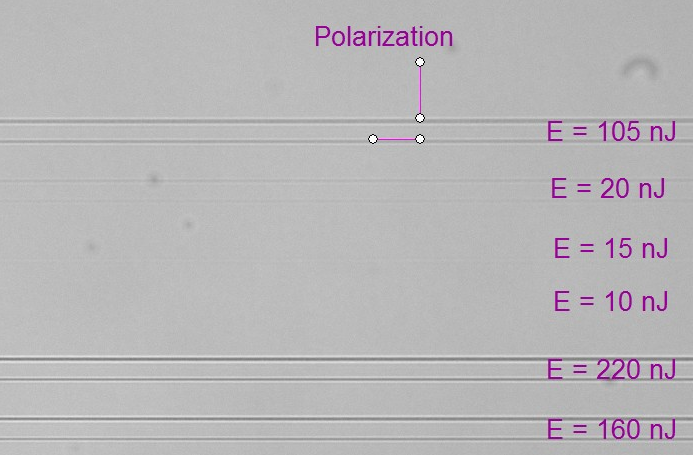 Polarization
E = 105 nJ
E = 20 nJ
E = 15 nJ
E = 10 nJ
E = 220 nJ
E = 160 nJ